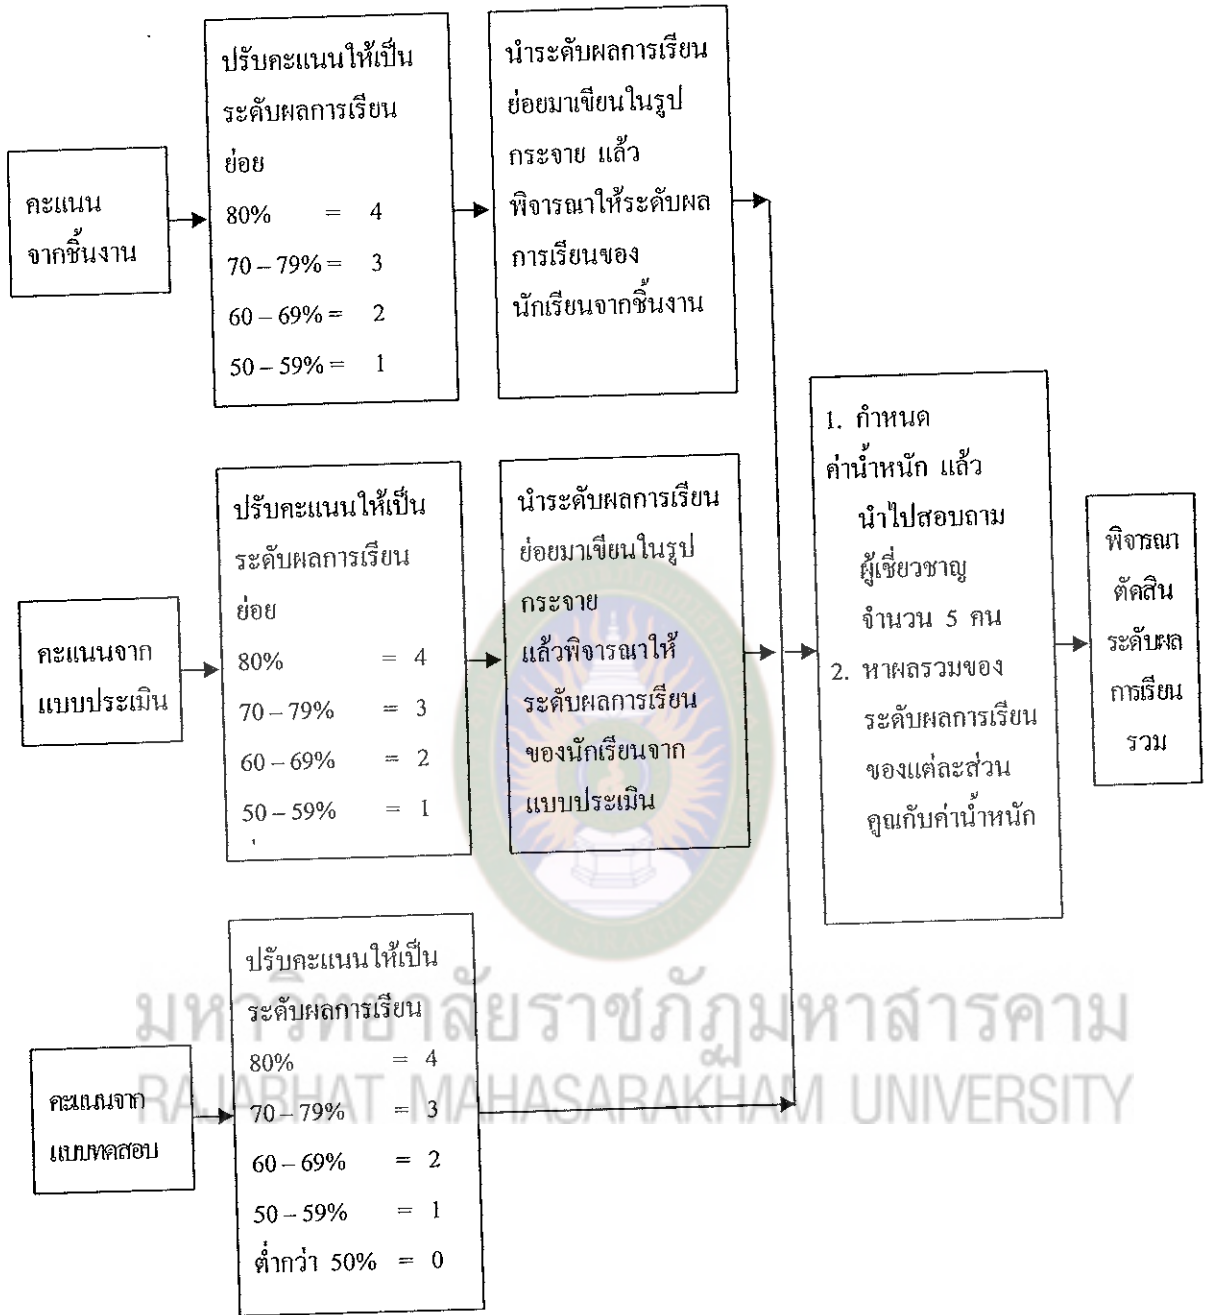 คะแนน
จากชิ้นงาน
ปรับคะแนนให้เป็น
ระดับผลการเรียน
ย่อย
80% = 4
70 – 79% = 3
60 – 69% = 2
50 – 59% = 1
นำระดับผลการเรียน
ย่อยมาเขียนในรูป
กระจาย แล้ว
พิจารณาให้ระดับผล
การเรียนของ
นักเรียนจากชิ้นงาน
คะแนนจาก
แบบประเมิน
ปรับคะแนนให้เป็น
ระดับผลการเรียน
ย่อย
80% = 4
70 – 79% = 3
60 – 69% = 2
50 – 59% = 1
นำระดับผลการเรียน
ย่อยมาเขียนในรูป
กระจาย
แล้วพิจารณาให้
ระดับผลการเรียน
ของนักเรียนจาก
แบบประเมิน
คะแนนจาก
แบบทดสอบ
ปรับคะแนนให้เป็น
ระดับผลการเรียน
80% = 4
70 – 79% = 3
60 – 69% = 2
50 – 59% = 1
ต่ำกว่า 50% = 0
1. กำหนด
ค่าน้ำหนัก แล้ว
นำไปสอบถาม
ผู้เชี่ยวชาญ
จำนวน 5 คน
2. หาผลรวมของ
ระดับผลการเรียน
ของแต่ละส่วน
คูณกับค่าน้ำหนัก
พิจารณา
ตัดสิน
ระดับผล
การเรียน
รวม
มหาวิทยาลัยราชภัฏมหาสารคาม
RAJABHAT MAHASARAKHAM UNIVERSITY